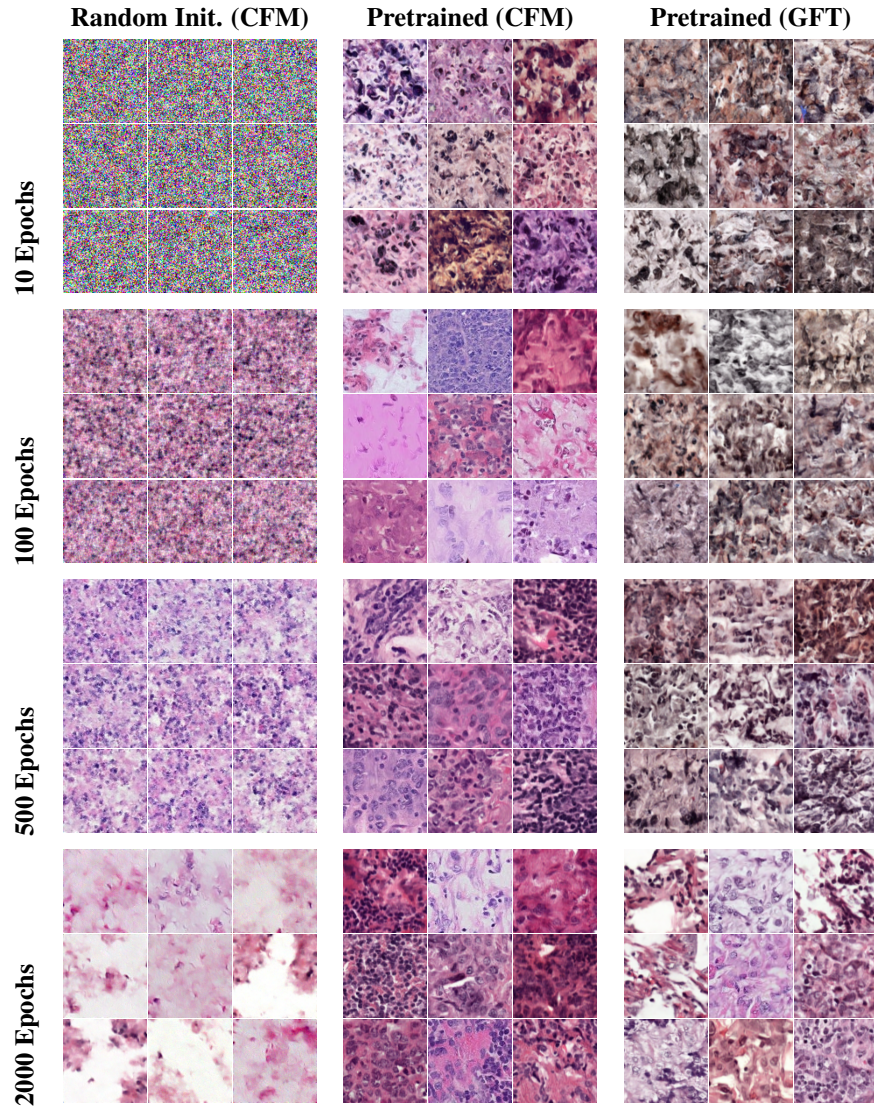 Random Init. (CFM)
Pretrained (CFM)
Pretrained (GFT)
10 Epochs
100 Epochs
500 Epochs
2000 Epochs